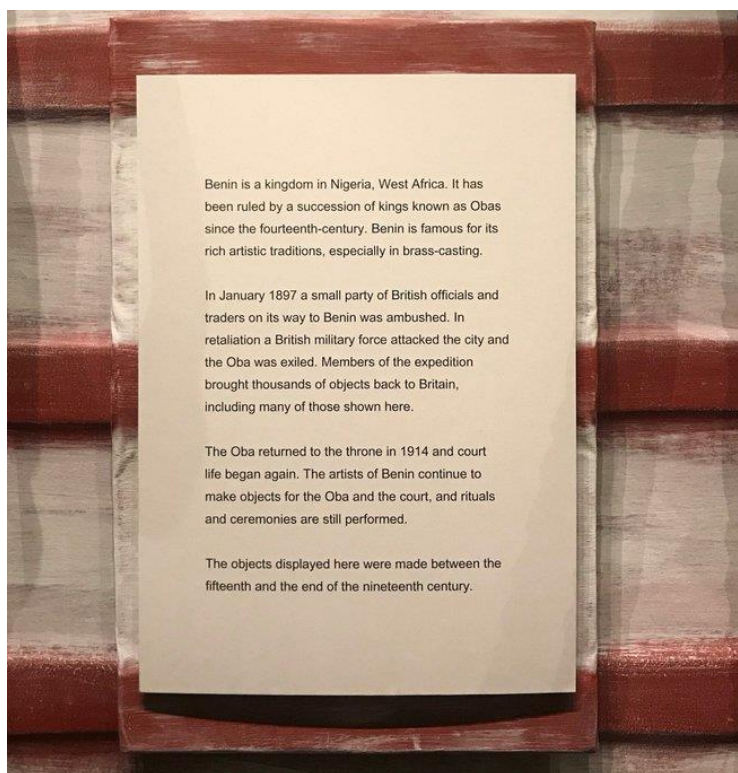 Benin is a kingdom in Nigeria, West Africa. It has
been ruled by a succession of kings known as Obas
since the fourteenth-century. Benin is famous for its
rich artistic traditions, especially in brass-casting.
In January 1897 a small party of British officials and
traders on its way to Benin was ambushed. In
retaliation a British military force attacked the city and
the Oba was exiled. Members of the expedition
brought thousands of objects back to Britain,
including many of those shown here.
The Oba returned to the throne in 1914 and court
life began again. The artists of Benin continue to
make objects for the Oba and the court, and rituals
and ceremonies are still performed.
The objects displayed here were made between the
fifteenth and the end of the nineteenth century.